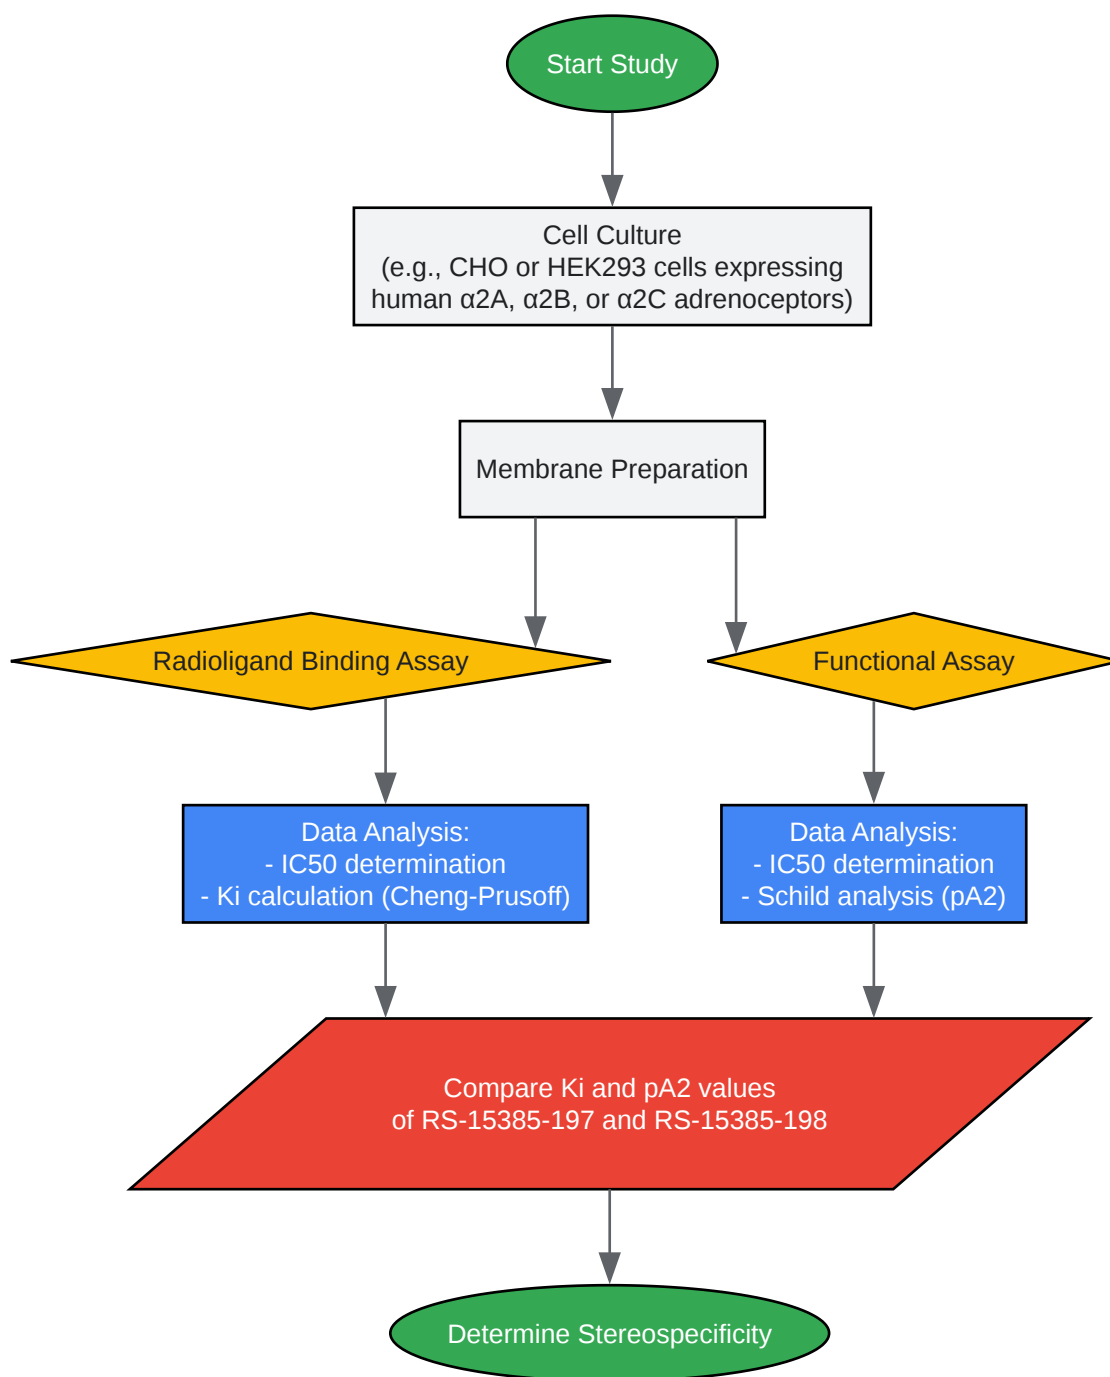 Start Study
Cell Culture
(e.g., CHO or HEK293 cells expressing
human α2A, α2B, or α2C adrenoceptors)
Membrane Preparation
Radioligand Binding Assay
Functional Assay
Data Analysis:
- IC50 determination
- Ki calculation (Cheng-Prusoff)
Data Analysis:
- IC50 determination
- Schild analysis (pA2)
Compare Ki and pA2 values
of RS-15385-197 and RS-15385-198
Determine Stereospecificity